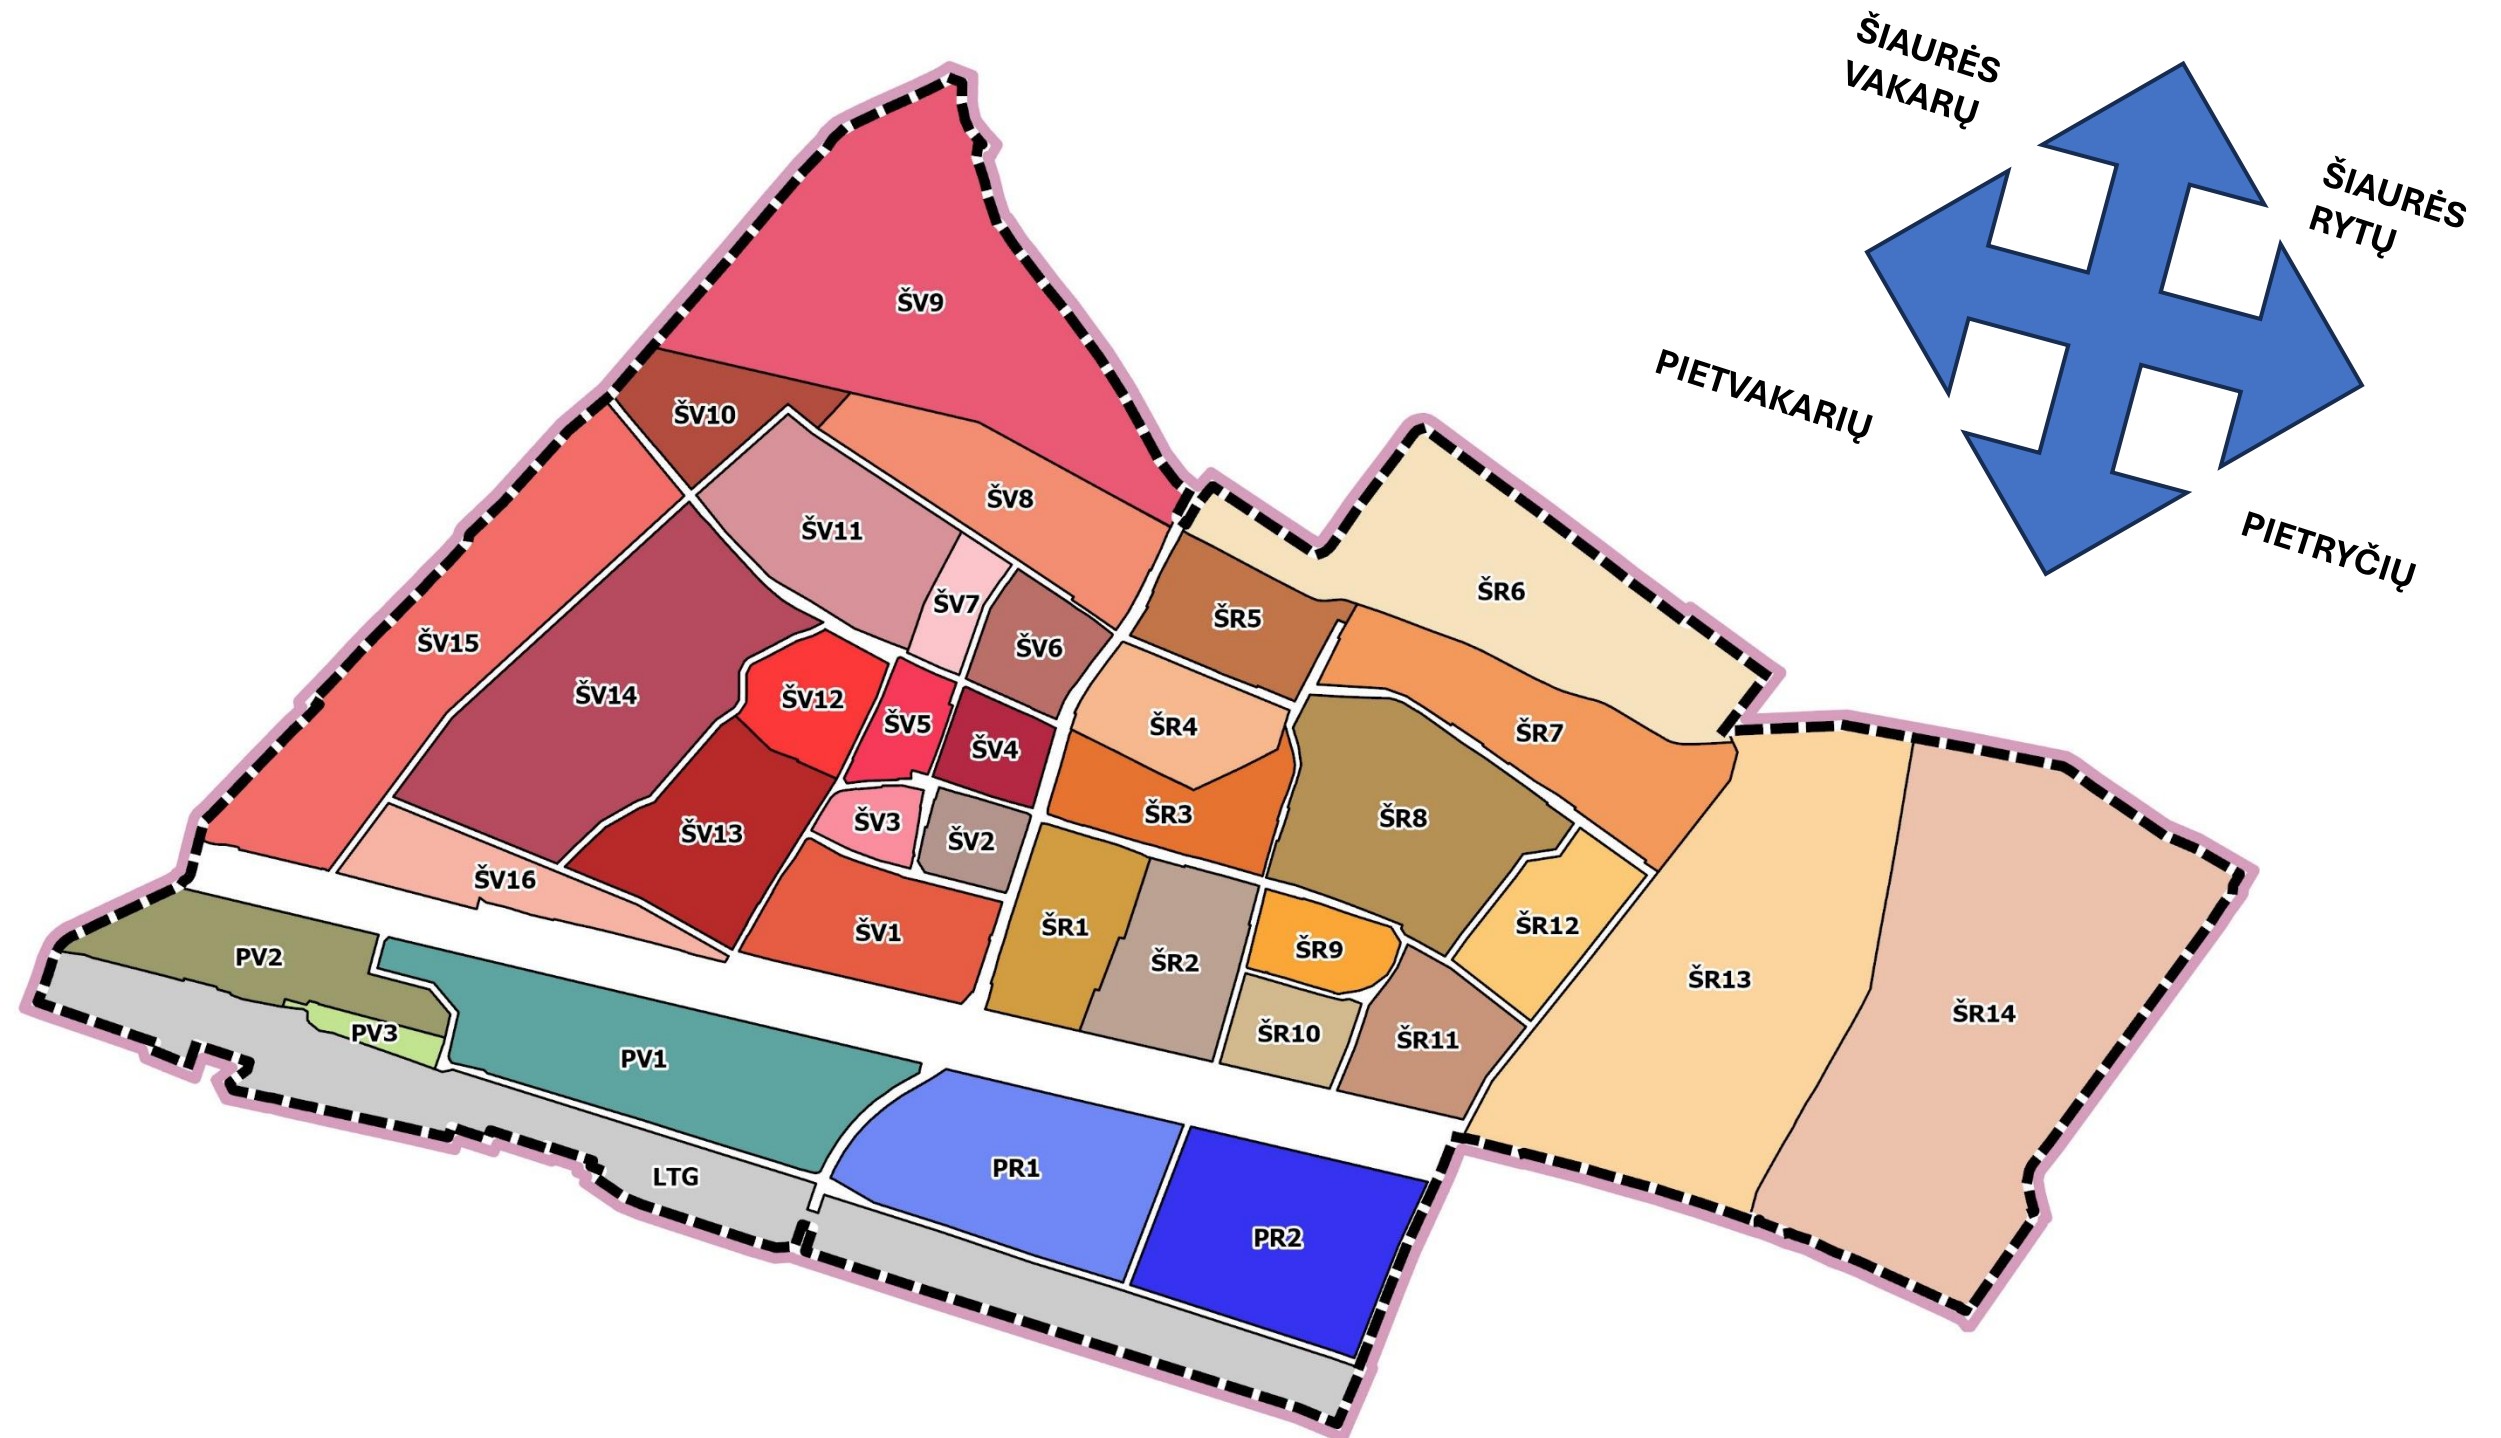 ŠIAURĖS
VAKARŲ
ŠIAURĖS
RYTŲ
PIETVAKARIŲ
PIETRYČIŲ
ŠV9
ŠV10
ŠV8
ŠV11
ŠV7
ŠV6
ŠV15
ŠV14
ŠV12
ŠV5
ŠV4
ŠV13
ŠV3
ŠV2
ŠV16
ŠV1
ŠR6
ŠR5
ŠR4
ŠR7
ŠR3
ŠR8
ŠR1
ŠR2
ŠR9
ŠR12
ŠR10
ŠR11
ŠR13
ŠR14
PV2
PV3
PV1
LTG
PR1
PR2